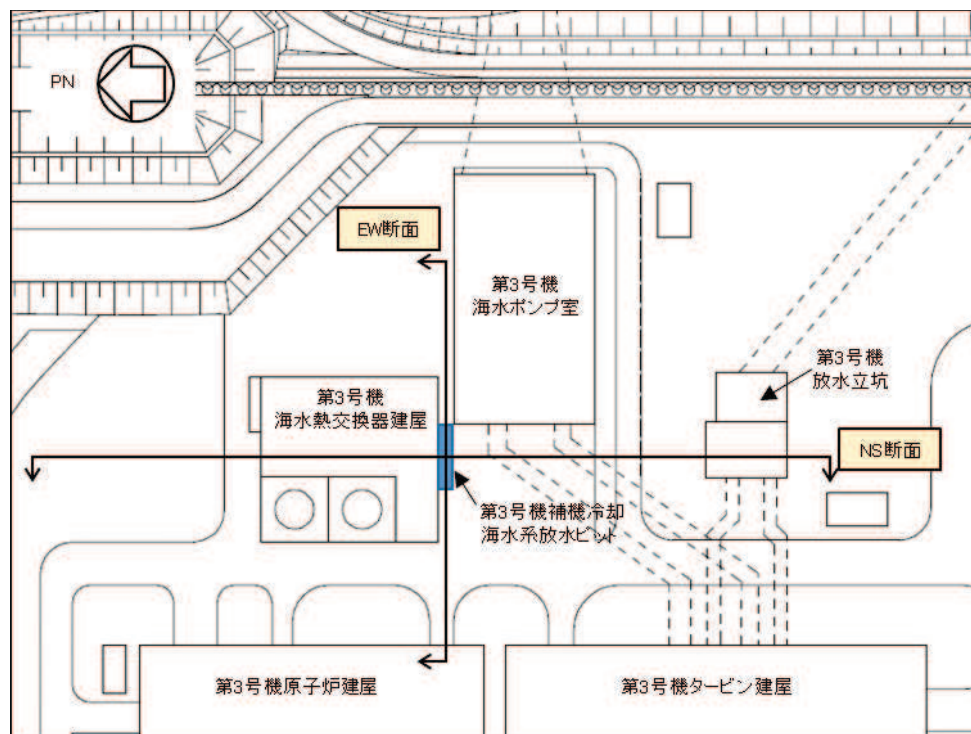 PN
EW断面
第3号機
海水ポンプ室
第3号機
放水立坑
第3号機
海水熱交換器建屋
NS断面
第3号機補機冷却
海水系放水ピット
第3号機原子炉建屋
第3号機タービン建屋